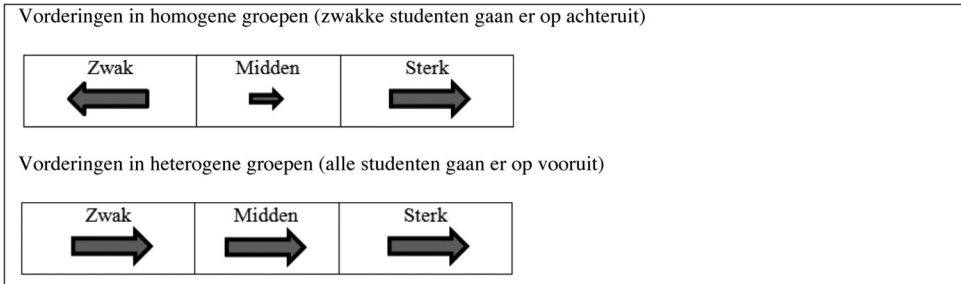 Vorderingen in homogene groepen (zwakke studenten gaan er op achteruit)
Zwak Midden Sterk
Vorderingen in heterogene groepen (alle studenten gaan er op vooruit)
Zwak Midden Sterk